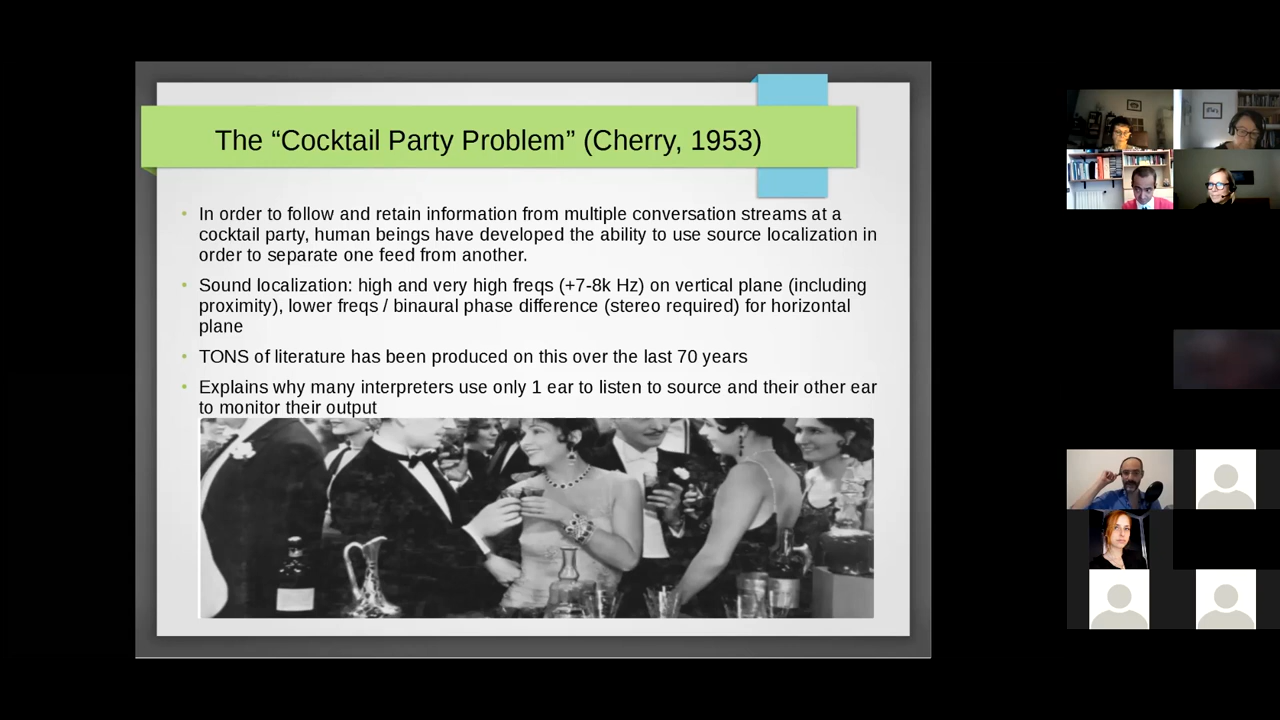 The “Cocktail Party Problem” (Cherry, 1953)
• In order to follow and retain information from multiple conversation streams at a
cocktail party, human beings have developed the ability to use source localization in
order to separate one feed from another.
• Sound localization: high and very high freqs (+7-8k Hz) on vertical plane (including
proximity), lower freqs / binaural phase difference (stereo required) for horizontal
plane
• TONS of literature has been produced on this over the last 70 years
• Explains why many interpreters use only 1 ear to listen to source and their other ear
to monitor their output